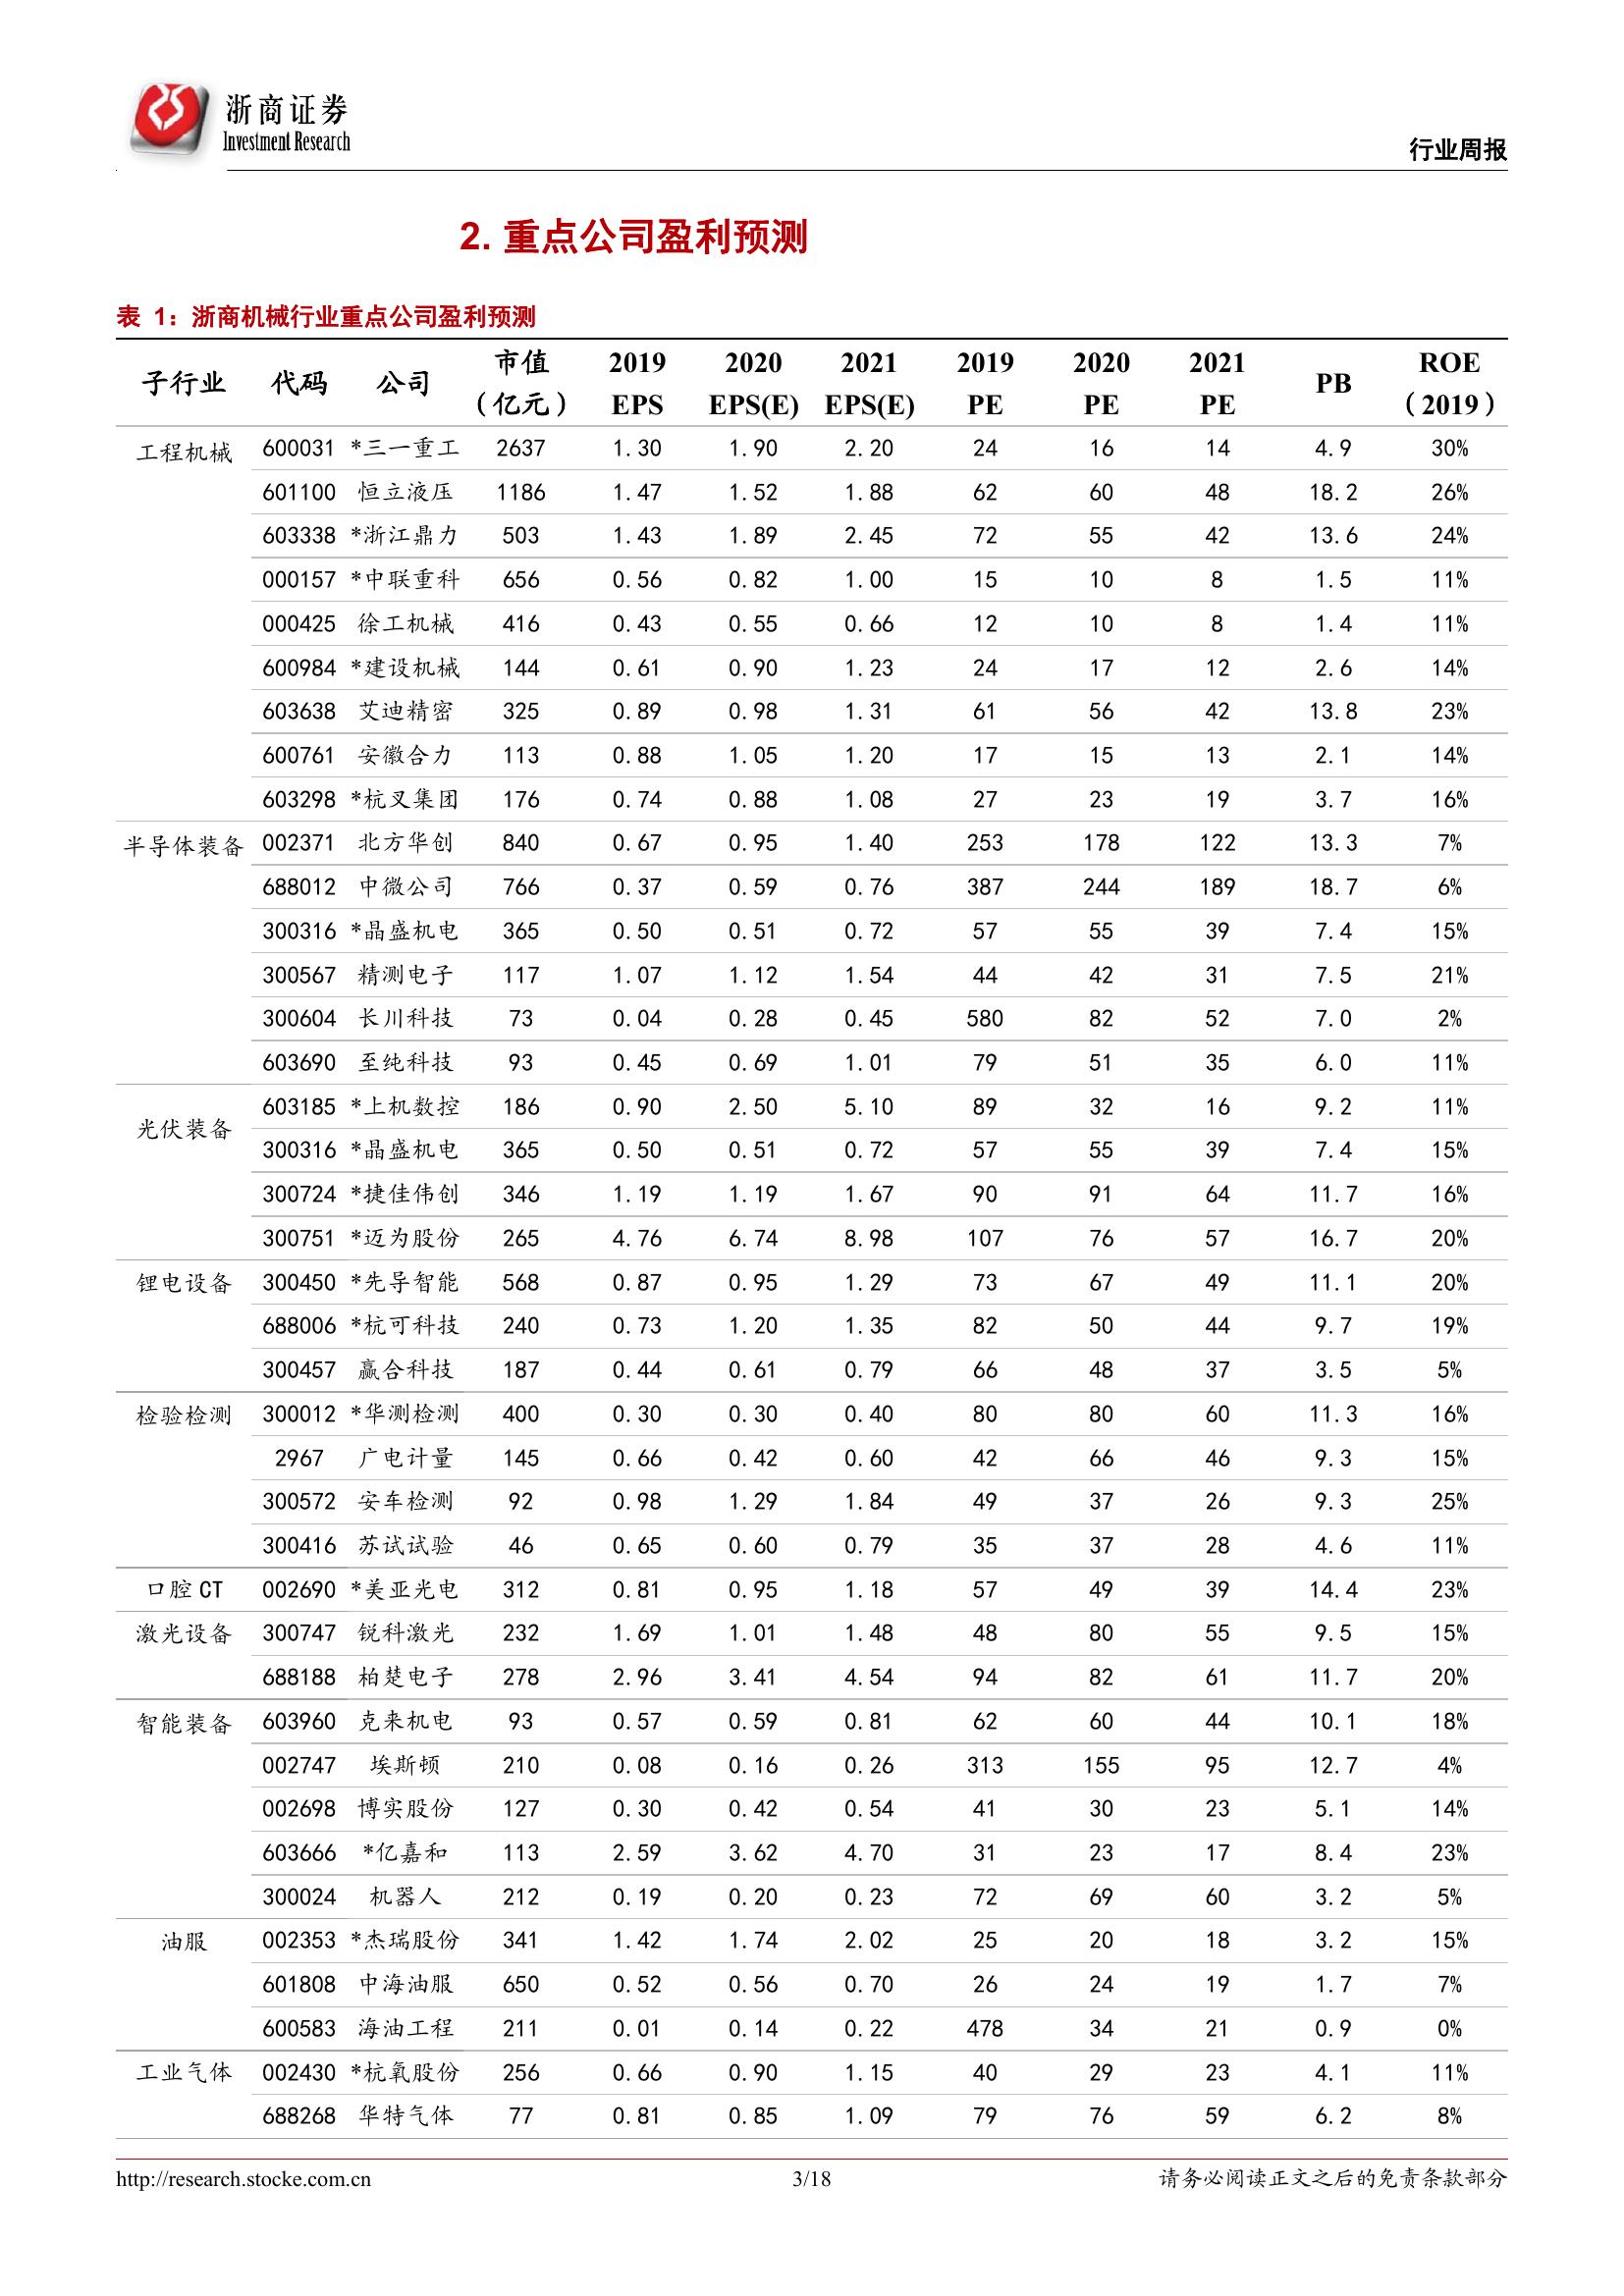 浙商证券
Investment Research
行业周报
2. 重点公司盈利预测
表 1：浙商机械行业重点公司盈利预测
子行业 代码 公司 市值（亿元） 2019 EPS 2020 EPS(E) 2021 EPS(E) 2019 PE 2020 PE 2021 PE PB ROE（2019）
工程机械 600031 *三一重工 2637 1.30 1.90 2.20 24 16 14 4.9 30%
601100 恒立液压 1186 1.47 1.52 1.88 62 60 48 18.2 26%
603338 *浙江鼎力 503 1.43 1.89 2.45 72 55 42 13.6 24%
000157 *中联重科 656 0.56 0.82 1.00 15 10 8 1.5 11%
000425 徐工机械 416 0.43 0.55 0.66 12 10 8 1.4 11%
600984 *建设机械 144 0.61 0.90 1.23 24 17 12 2.6 14%
603638 艾迪精密 325 0.89 0.98 1.31 61 56 42 13.8 23%
600761 安徽合力 113 0.88 1.05 1.20 17 15 13 2.1 14%
603298 *杭叉集团 176 0.74 0.88 1.08 27 23 19 3.7 16%
半导体装备 002371 北方华创 840 0.67 0.95 1.40 253 178 122 13.3 7%
688012 中微公司 766 0.37 0.59 0.76 387 244 189 18.7 6%
300316 *晶盛机电 365 0.50 0.51 0.72 57 55 39 7.4 15%
300567 精测电子 117 1.07 1.12 1.54 44 42 31 7.5 21%
300604 长川科技 73 0.04 0.28 0.45 580 82 52 7.0 2%
603690 至纯科技 93 0.45 0.69 1.01 79 51 35 6.0 11%
光伏装备 603185 *上机数控 186 0.90 2.50 5.10 89 32 16 9.2 11%
300316 *晶盛机电 365 0.50 0.51 0.72 57 55 39 7.4 15%
300724 *捷佳伟创 346 1.19 1.19 1.67 90 91 64 11.7 16%
300751 *迈为股份 265 4.76 6.74 8.98 107 76 57 16.7 20%
锂电设备 300450 *先导智能 568 0.87 0.95 1.29 73 67 49 11.1 20%
688006 *杭可科技 240 0.73 1.20 1.35 82 50 44 9.7 19%
300457 赢合科技 187 0.44 0.61 0.79 66 48 37 3.5 5%
检验检测 300012 *华测检测 400 0.30 0.30 0.40 80 80 60 11.3 16%
2967 广电计量 145 0.66 0.42 0.60 42 66 46 9.3 15%
300572 安车检测 92 0.98 1.29 1.84 49 37 26 9.3 25%
300416 苏试试验 46 0.65 0.60 0.79 35 37 28 4.6 11%
口腔 CT 002690 *美亚光电 312 0.81 0.95 1.18 57 49 39 14.4 23%
激光设备 300747 锐科激光 232 1.69 1.01 1.48 48 80 55 9.5 15%
688188 柏楚电子 278 2.96 3.41 4.54 94 82 61 11.7 20%
智能装备 603960 克来机电 93 0.57 0.59 0.81 62 60 44 10.1 18%
002747 埃斯顿 210 0.08 0.16 0.26 313 155 95 12.7 4%
002698 博实股份 127 0.30 0.42 0.54 41 30 23 5.1 14%
603666 *亿嘉和 113 2.59 3.62 4.70 31 23 17 8.4 23%
300024 机器人 212 0.19 0.20 0.23 72 69 60 3.2 5%
油服 002353 *杰瑞股份 341 1.42 1.74 2.02 25 20 18 3.2 15%
601808 中海油服 650 0.52 0.56 0.70 26 24 19 1.7 7%
600583 海油工程 211 0.01 0.14 0.22 478 34 21 0.9 0%
工业气体 002430 *杭氧股份 256 0.66 0.90 1.15 40 29 23 4.1 11%
688268 华特气体 77 0.81 0.85 1.09 79 76 59 6.2 8%
http://research.stocke.com.cn 3/18 请务必阅读正文之后的免责条款部分